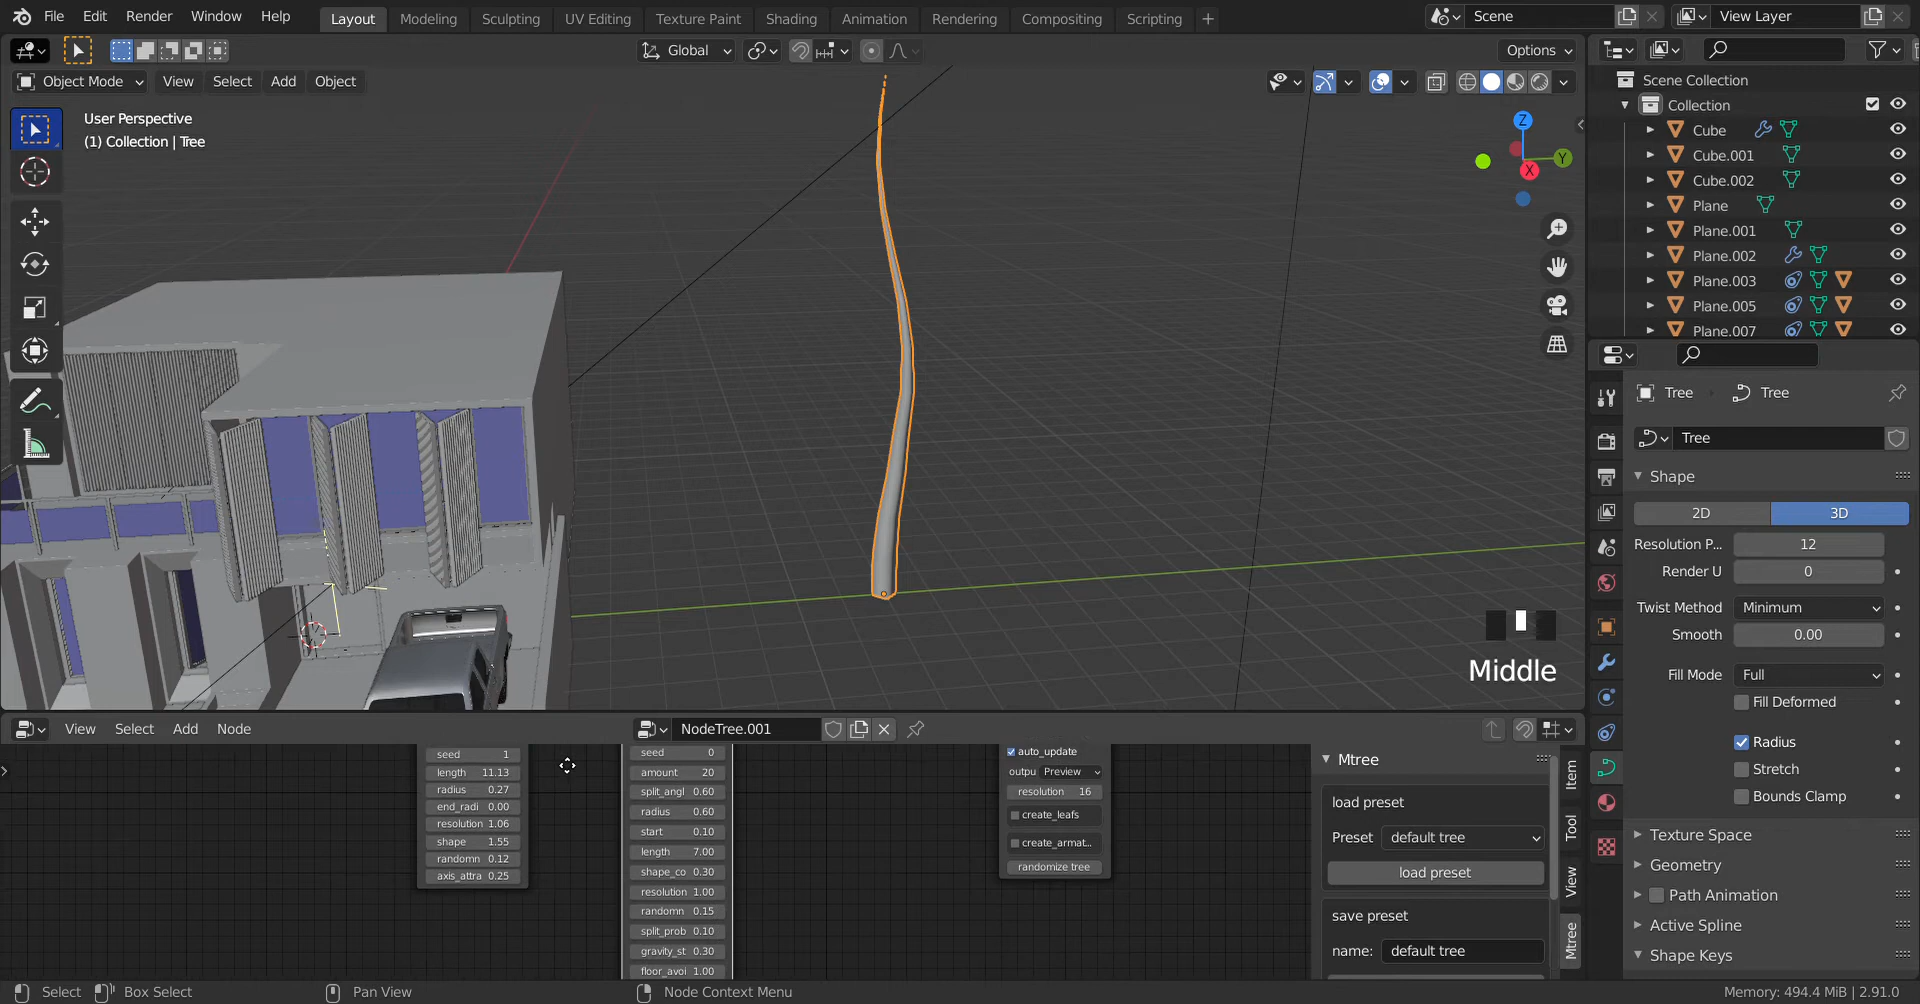 File Edit Render Window Help Layout Modeling Sculpting UV Editing Texture Paint Shading Animation Rendering Compositing Scripting + Scene View Layer
Global Options
Object Mode View Select Add Object
User Perspective
(1) Collection | Tree
Z
Y
X
Middle
Scene Collection
Collection
Cube
Cube.001
Cube.002
Plane
Plane.001
Plane.002
Plane.003
Plane.005
Plane.007
Tree Tree
Tree
Shape
2D 3D
Resolution P... 12
Render U 0
Twist Method Minimum
Smooth 0.00
Fill Mode Full
Fill Deformed
Radius
Stretch
Bounds Clamp
Texture Space
Geometry
Path Animation
Active Spline
Shape Keys
View Select Add Node NodeTree.001
seed 1
length 11.13
radius 0.27
end_radi 0.00
resolution 1.06
shape 1.55
randomn 0.12
axis_attra 0.25
seed 0
amount 20
split_angl 0.60
radius 0.60
start 0.10
length 7.00
shape_co 0.30
resolution 1.00
randomn 0.15
split_prob 0.10
gravity_st 0.30
floor_avoi 1.00
auto_update
outpu Preview
resolution 16
create_leafs
create_armat...
randomize tree
Mtree
load preset
Preset default tree
load preset
save preset
name: default tree
Item
Tool
View
Mtree
Select Box Select Pan View Node Context Menu Memory: 494.4 MiB | 2.91.0